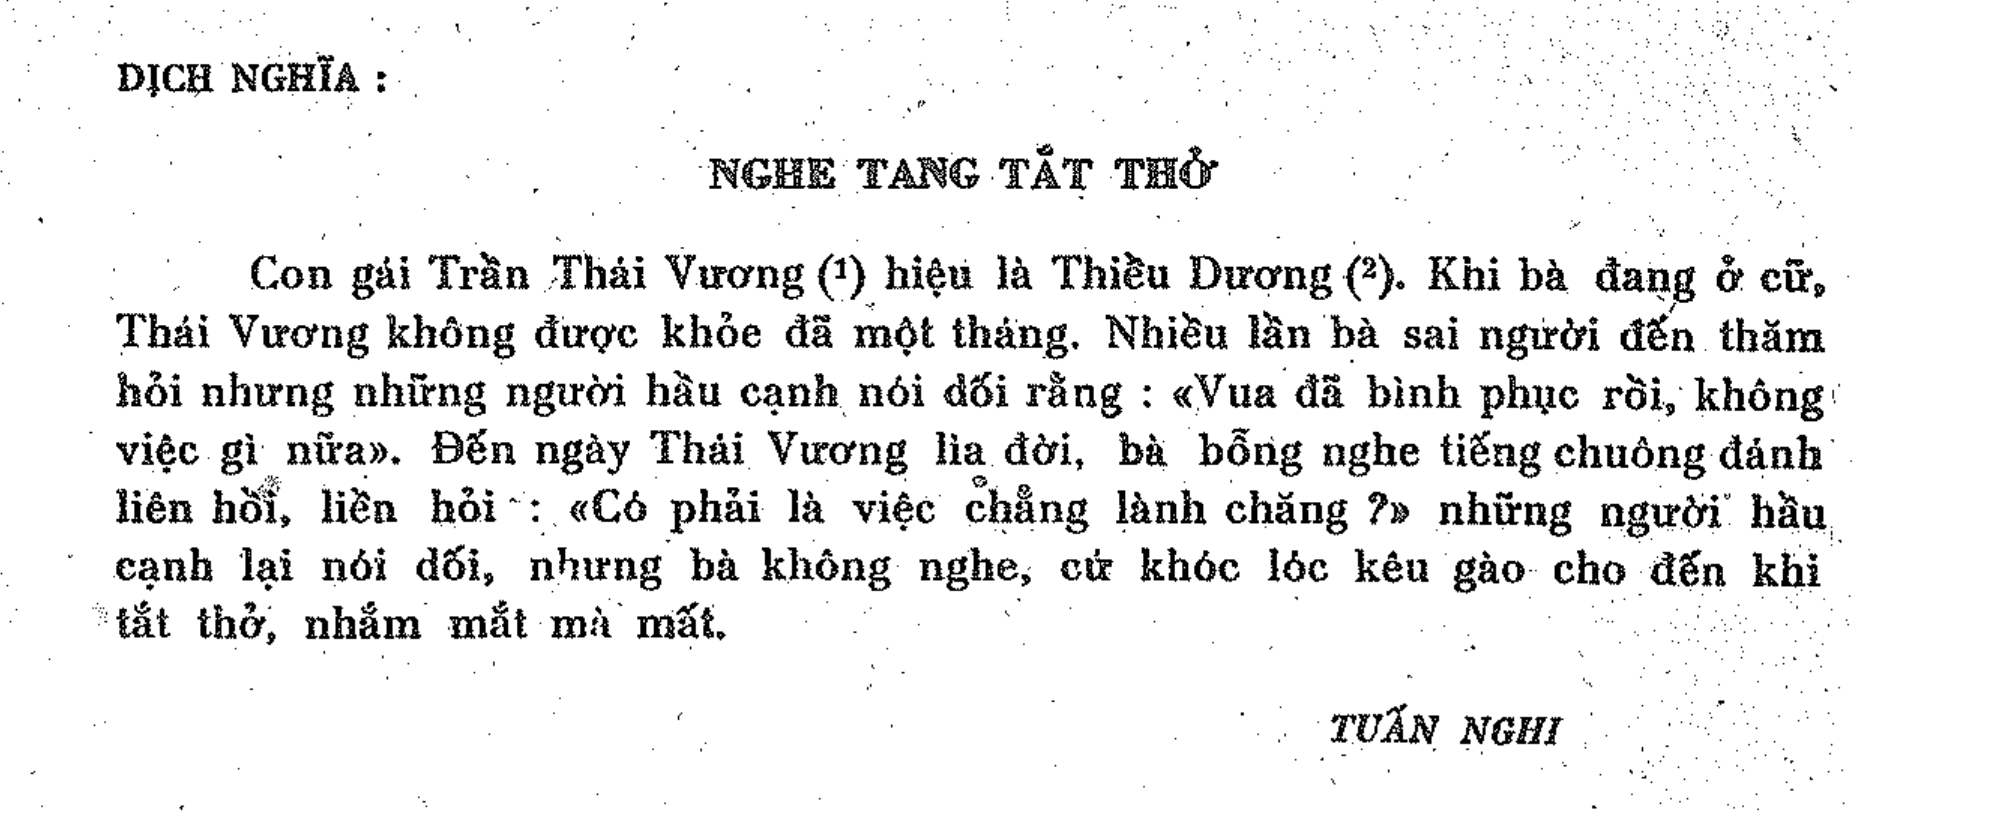 DỊCH NGHĨA :
NGHE TANG TẮT THỞ
Con gái Trần Thái Vương (¹) hiệu là Thiều Dương (²). Khi bà đang ở cữ,
Thái Vương không được khỏe đã một tháng. Nhiều lần bà sai người đến thăm
hỏi nhưng những người hầu cạnh nói dối rằng : «Vua đã bình phục rồi, không
việc gì nữa». Đến ngày Thái Vương lìa đời, bà bỗng nghe tiếng chuông đánh
liên hồi, liền hỏi : «Có phải là việc chẳng lành chăng ?» những người hầu
cạnh lại nói dối, nhưng bà không nghe, cứ khóc lóc kêu gào cho đến khi
tắt thở, nhắm mắt mà mất.
TUẤN NGHI